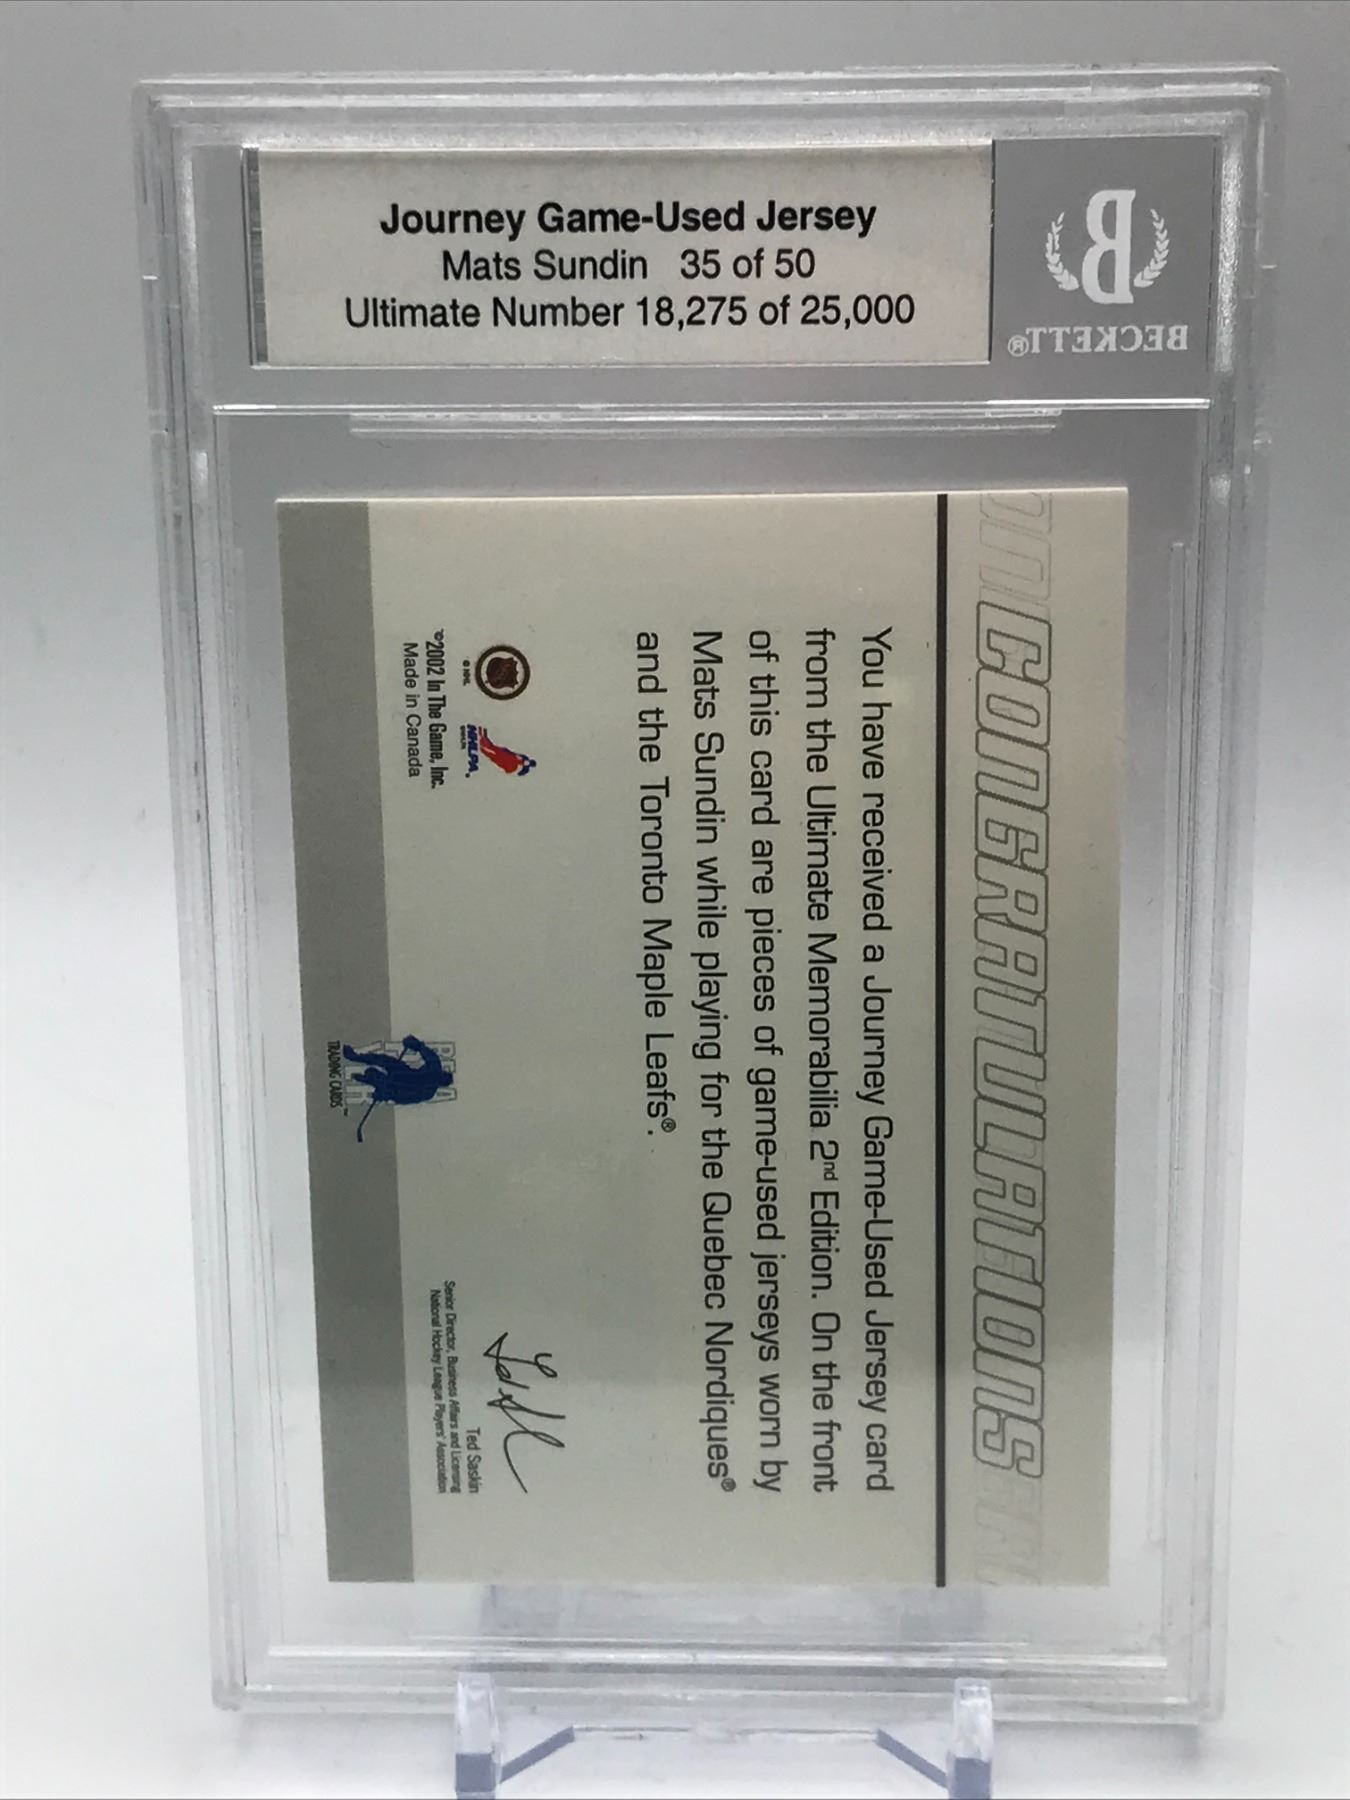 Journey Game-Used Jersey
Mats Sundin 35 of 50
Ultimate Number 18,275 of 25,000
BECKETT®
CONGRATULATIONS
You have received a Journey Game-Used Jersey card
from the Ultimate Memorabilia 2nd Edition. On the front
of this card are pieces of game-used jerseys worn by
Mats Sundin while playing for the Quebec Nordiques®
and the Toronto Maple Leafs®.
© NHL
NHLPA
©2002 In The Game, Inc.
Made in Canada
BE A
PLAYER
TRADING CARDS
Ted Saskin
Senior Director, Business Affairs and Licensing
National Hockey League Players' Association